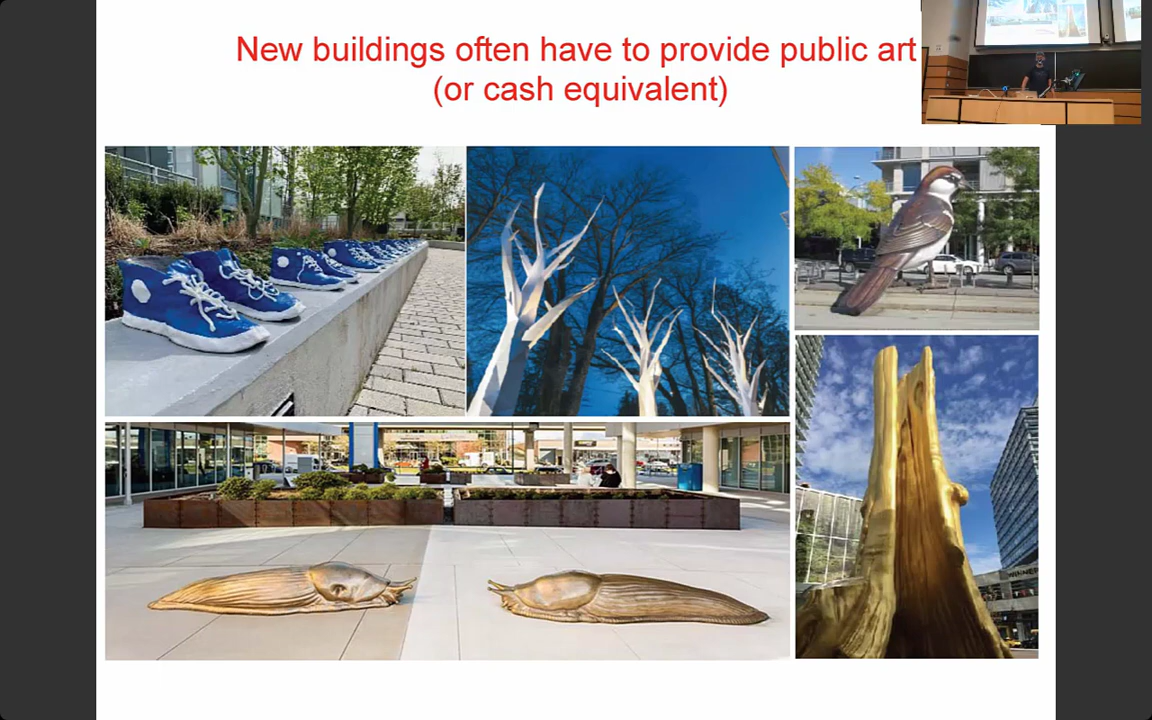 New buildings often have to provide public art
(or cash equivalent)